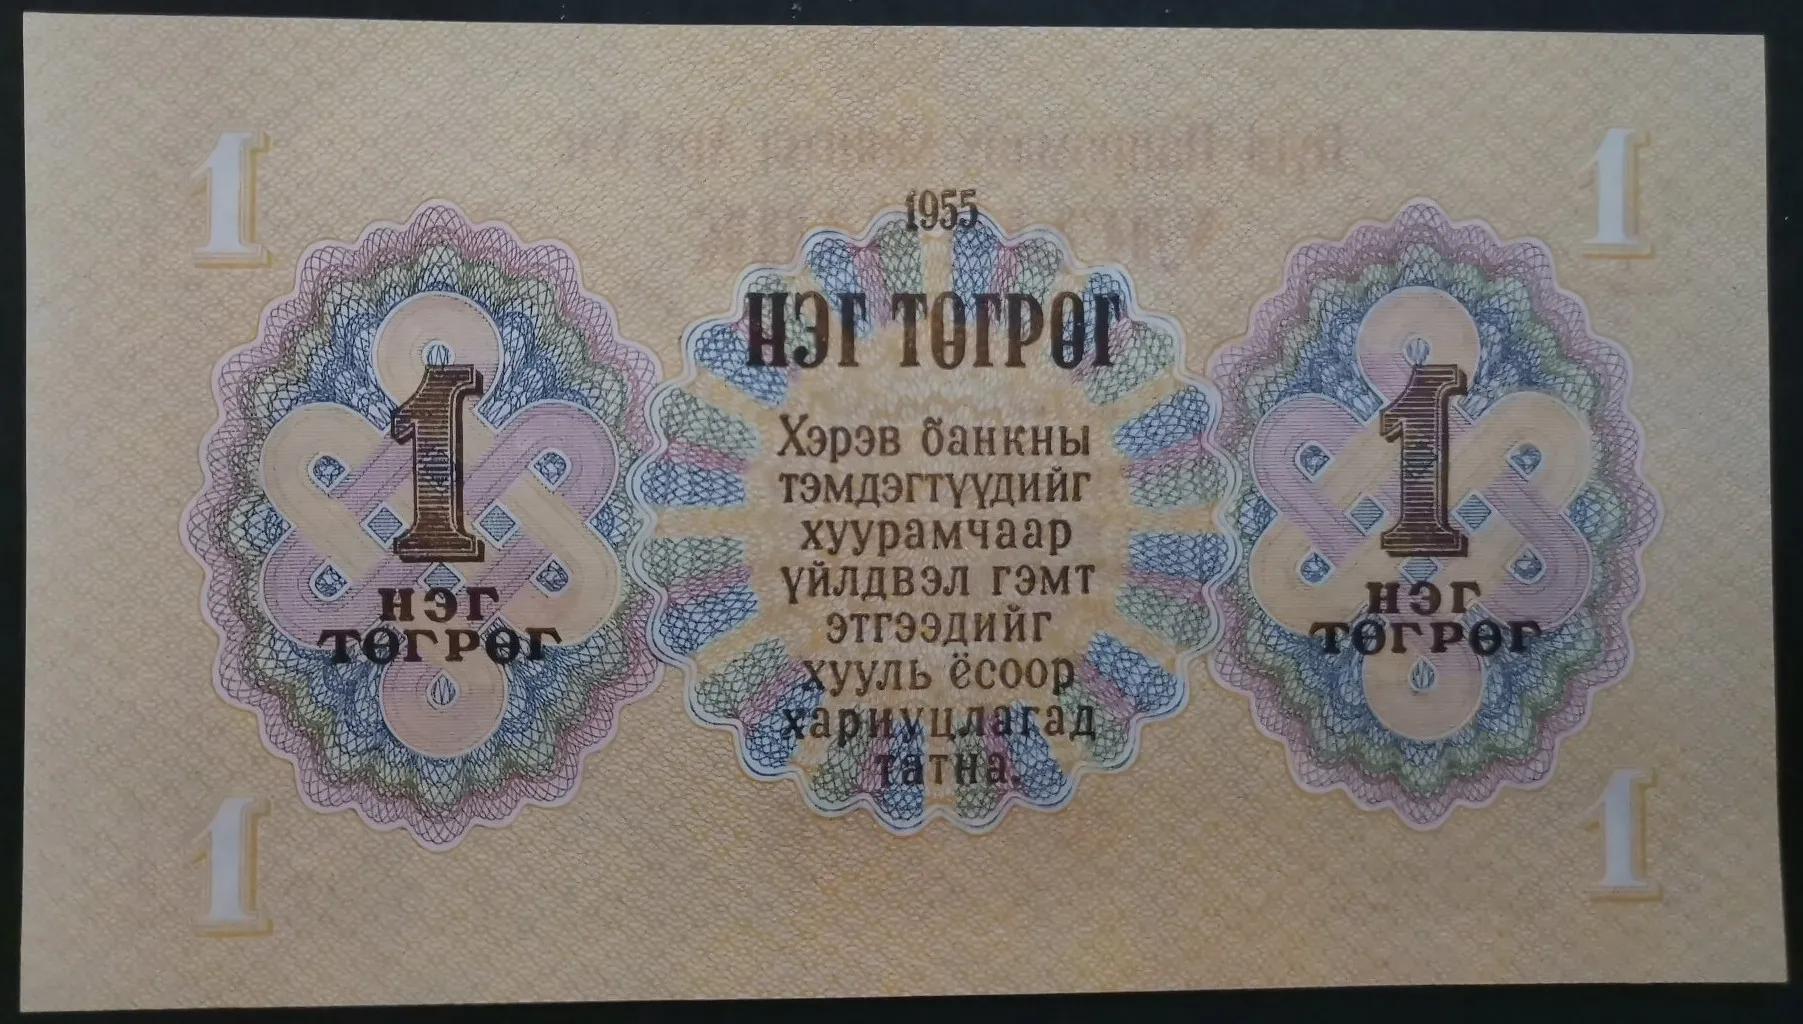 1
1
1955
НЭГ ТӨГРӨГ
Хэрэв банкны
тэмдэгтүүдийг
хуурамчаар
үйлдвэл гэмт
этгээдийг
хууль ёсоор
хариуцлагад
татна.
1
НЭГ
ТӨГРӨГ
1
НЭГ
ТӨГРӨГ
1
1